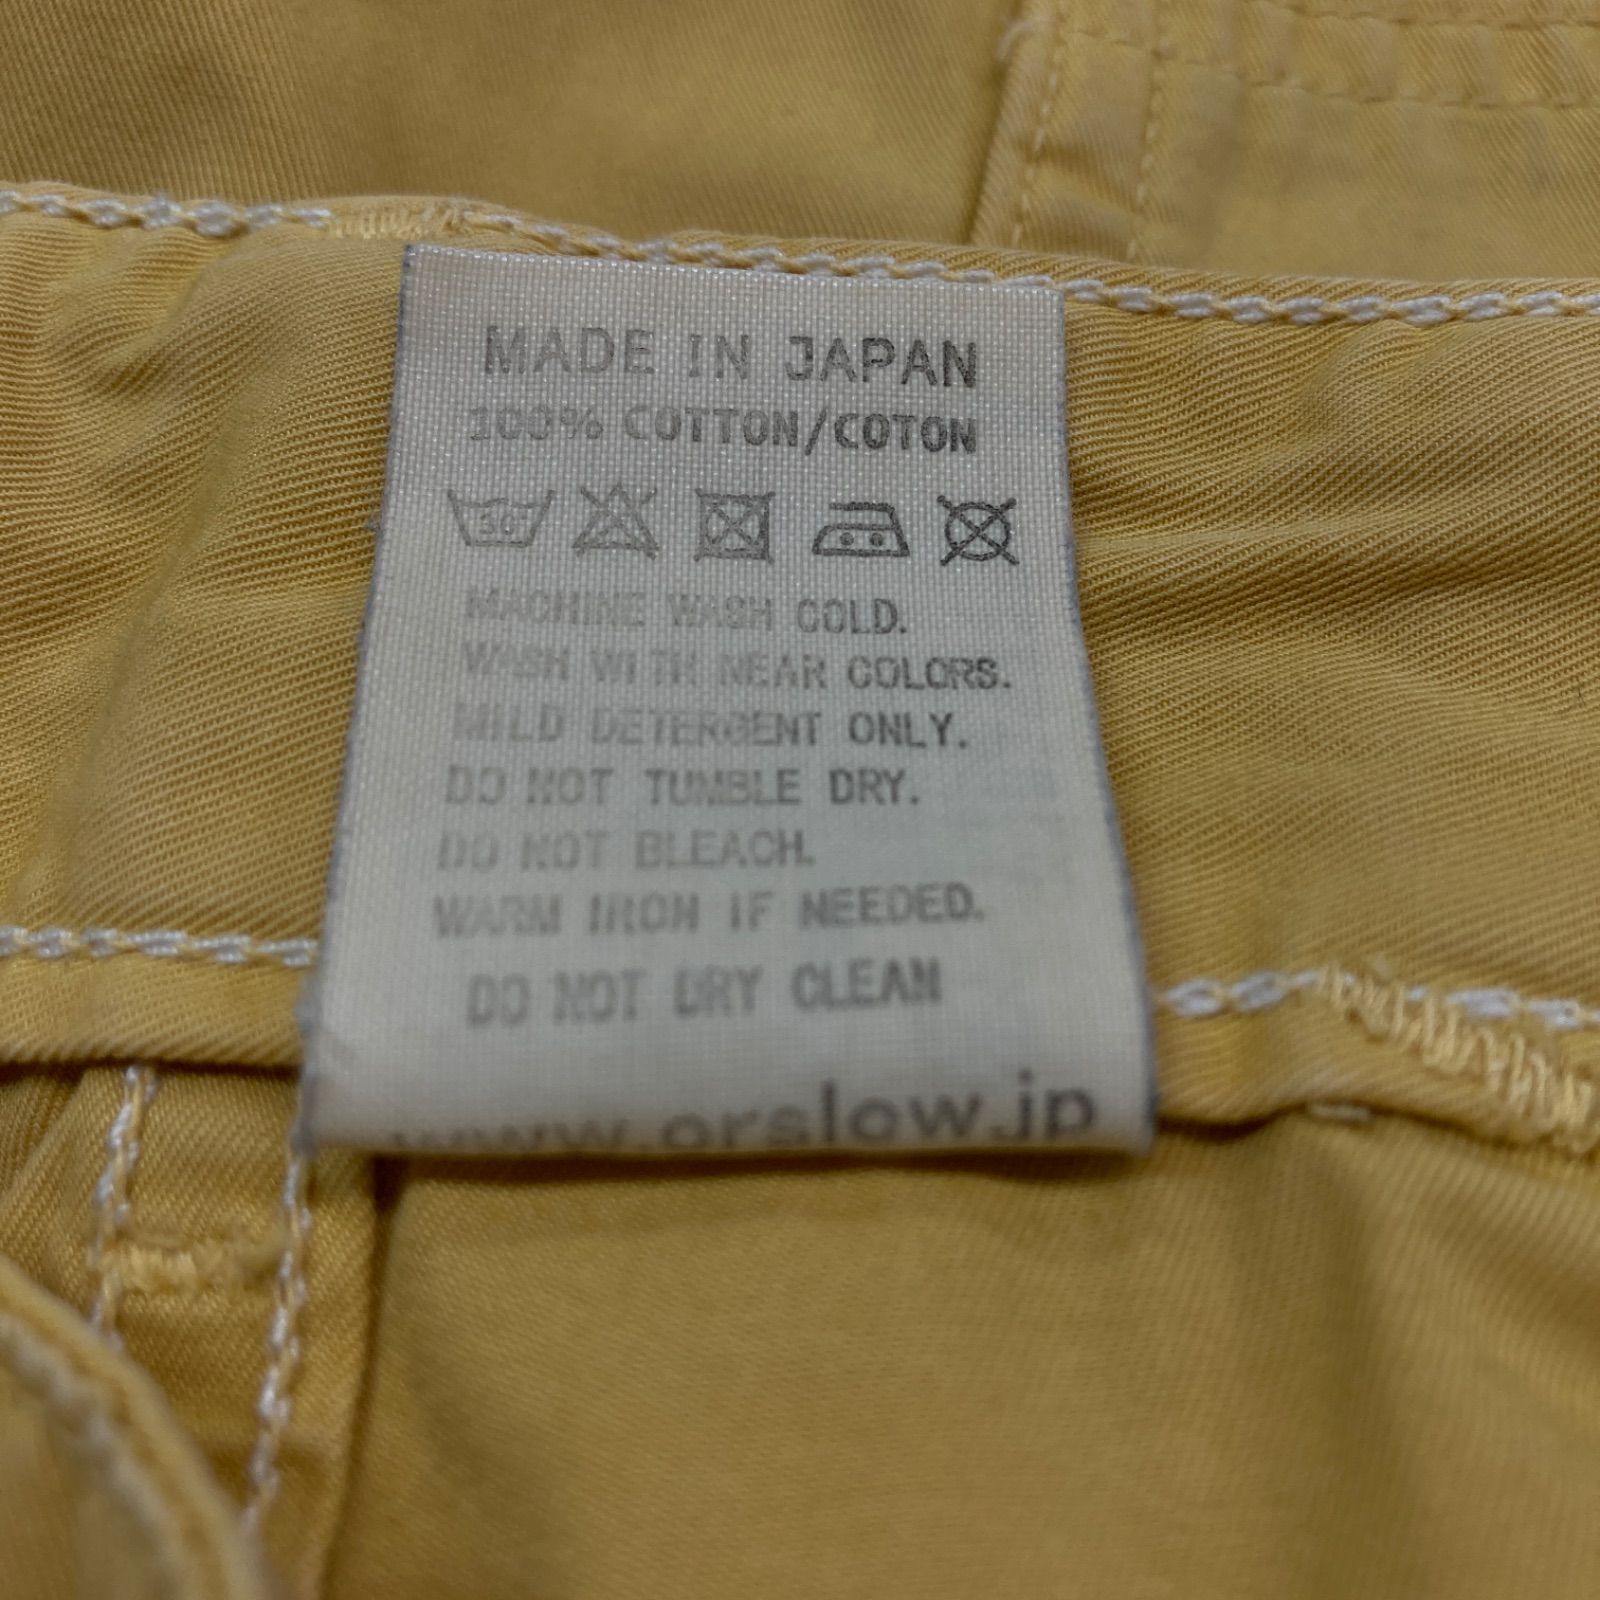 MADE IN JAPAN
100% COTTON/COTON
30°
MACHINE WASH COLD.
WASH WITH NEAR COLORS.
MILD DETERGENT ONLY.
DO NOT TUMBLE DRY.
DO NOT BLEACH.
WARM IRON IF NEEDED.
DO NOT DRY CLEAN
www.orslow.jp